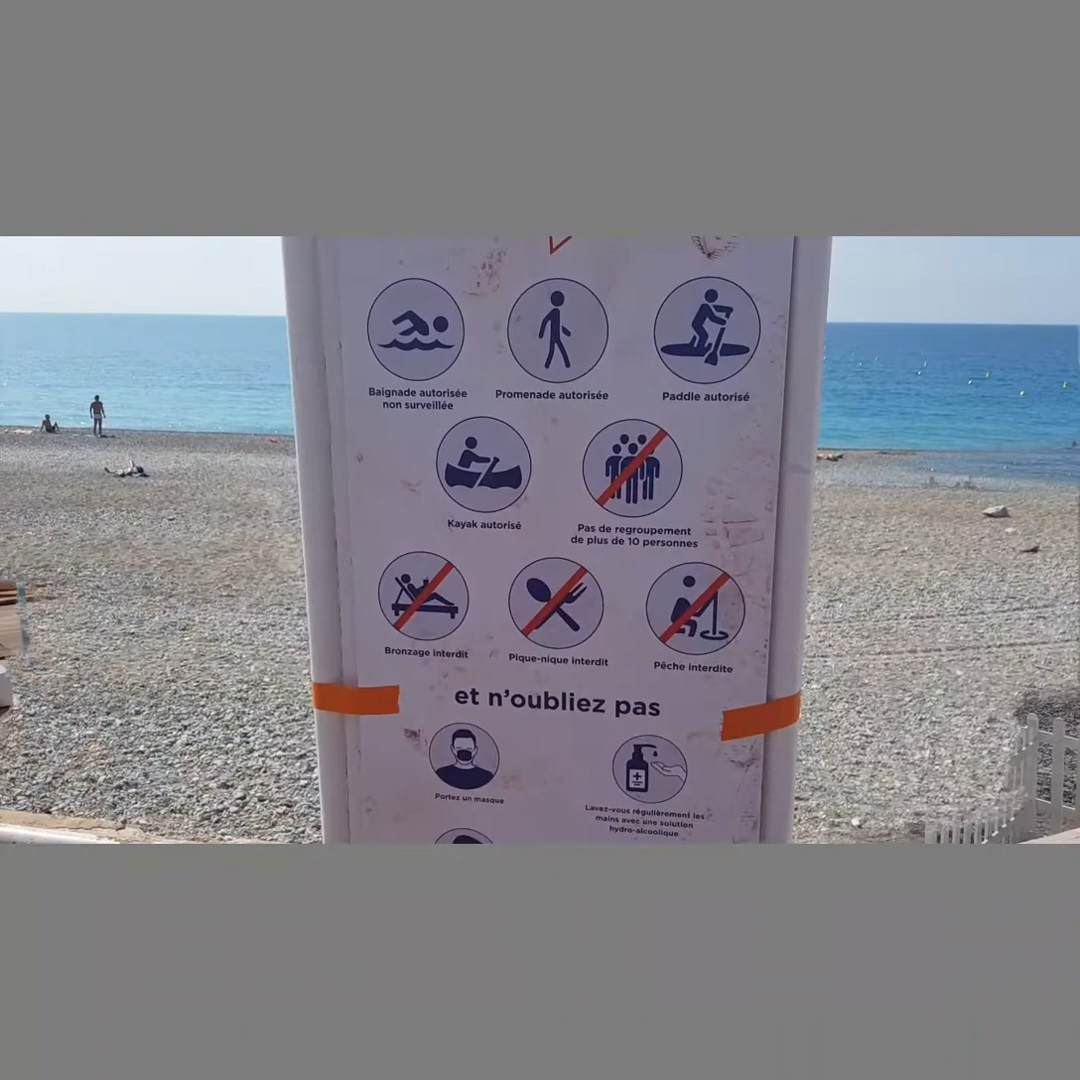 Baignade autorisée
non surveillée
Promenade autorisée
Paddle autorisé
Kayak autorisé
Pas de regroupement
de plus de 10 personnes
Bronzage interdit
Pique-nique interdit
Pêche interdite
et n'oubliez pas
Portez un masque
Lavez-vous régulièrement les
mains avec une solution
hydro-alcoolique